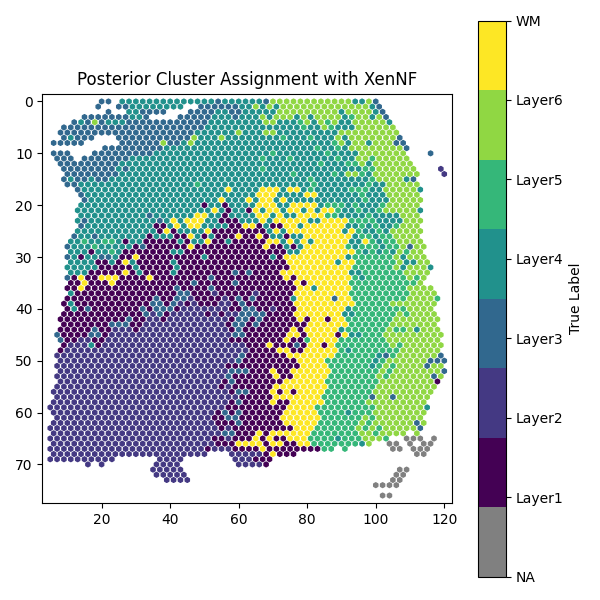 Posterior Cluster Assignment with XenNF
0
10
20
30
40
50
60
70
20
40
60
80
100
120
WM
Layer6
Layer5
Layer4
Layer3
Layer2
Layer1
NA
True Label